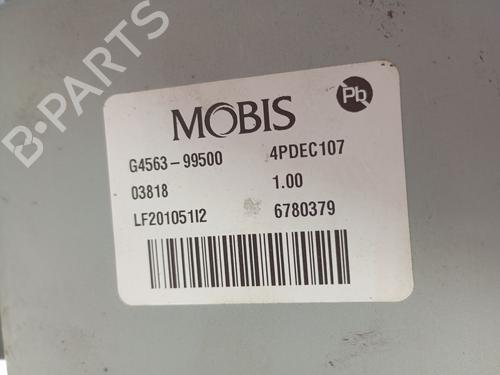 B-PARTS
Pb
MOBIS
G4563-99500 4PDEC107
03818 1.00
LF201051I2 6780379